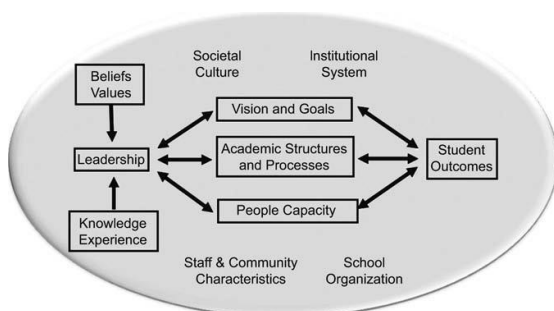 Societal
Culture
Institutional
System
Beliefs
Values
Vision and Goals
Leadership
Academic Structures
and Processes
Student
Outcomes
People Capacity
Knowledge
Experience
Staff & Community
Characteristics
School
Organization